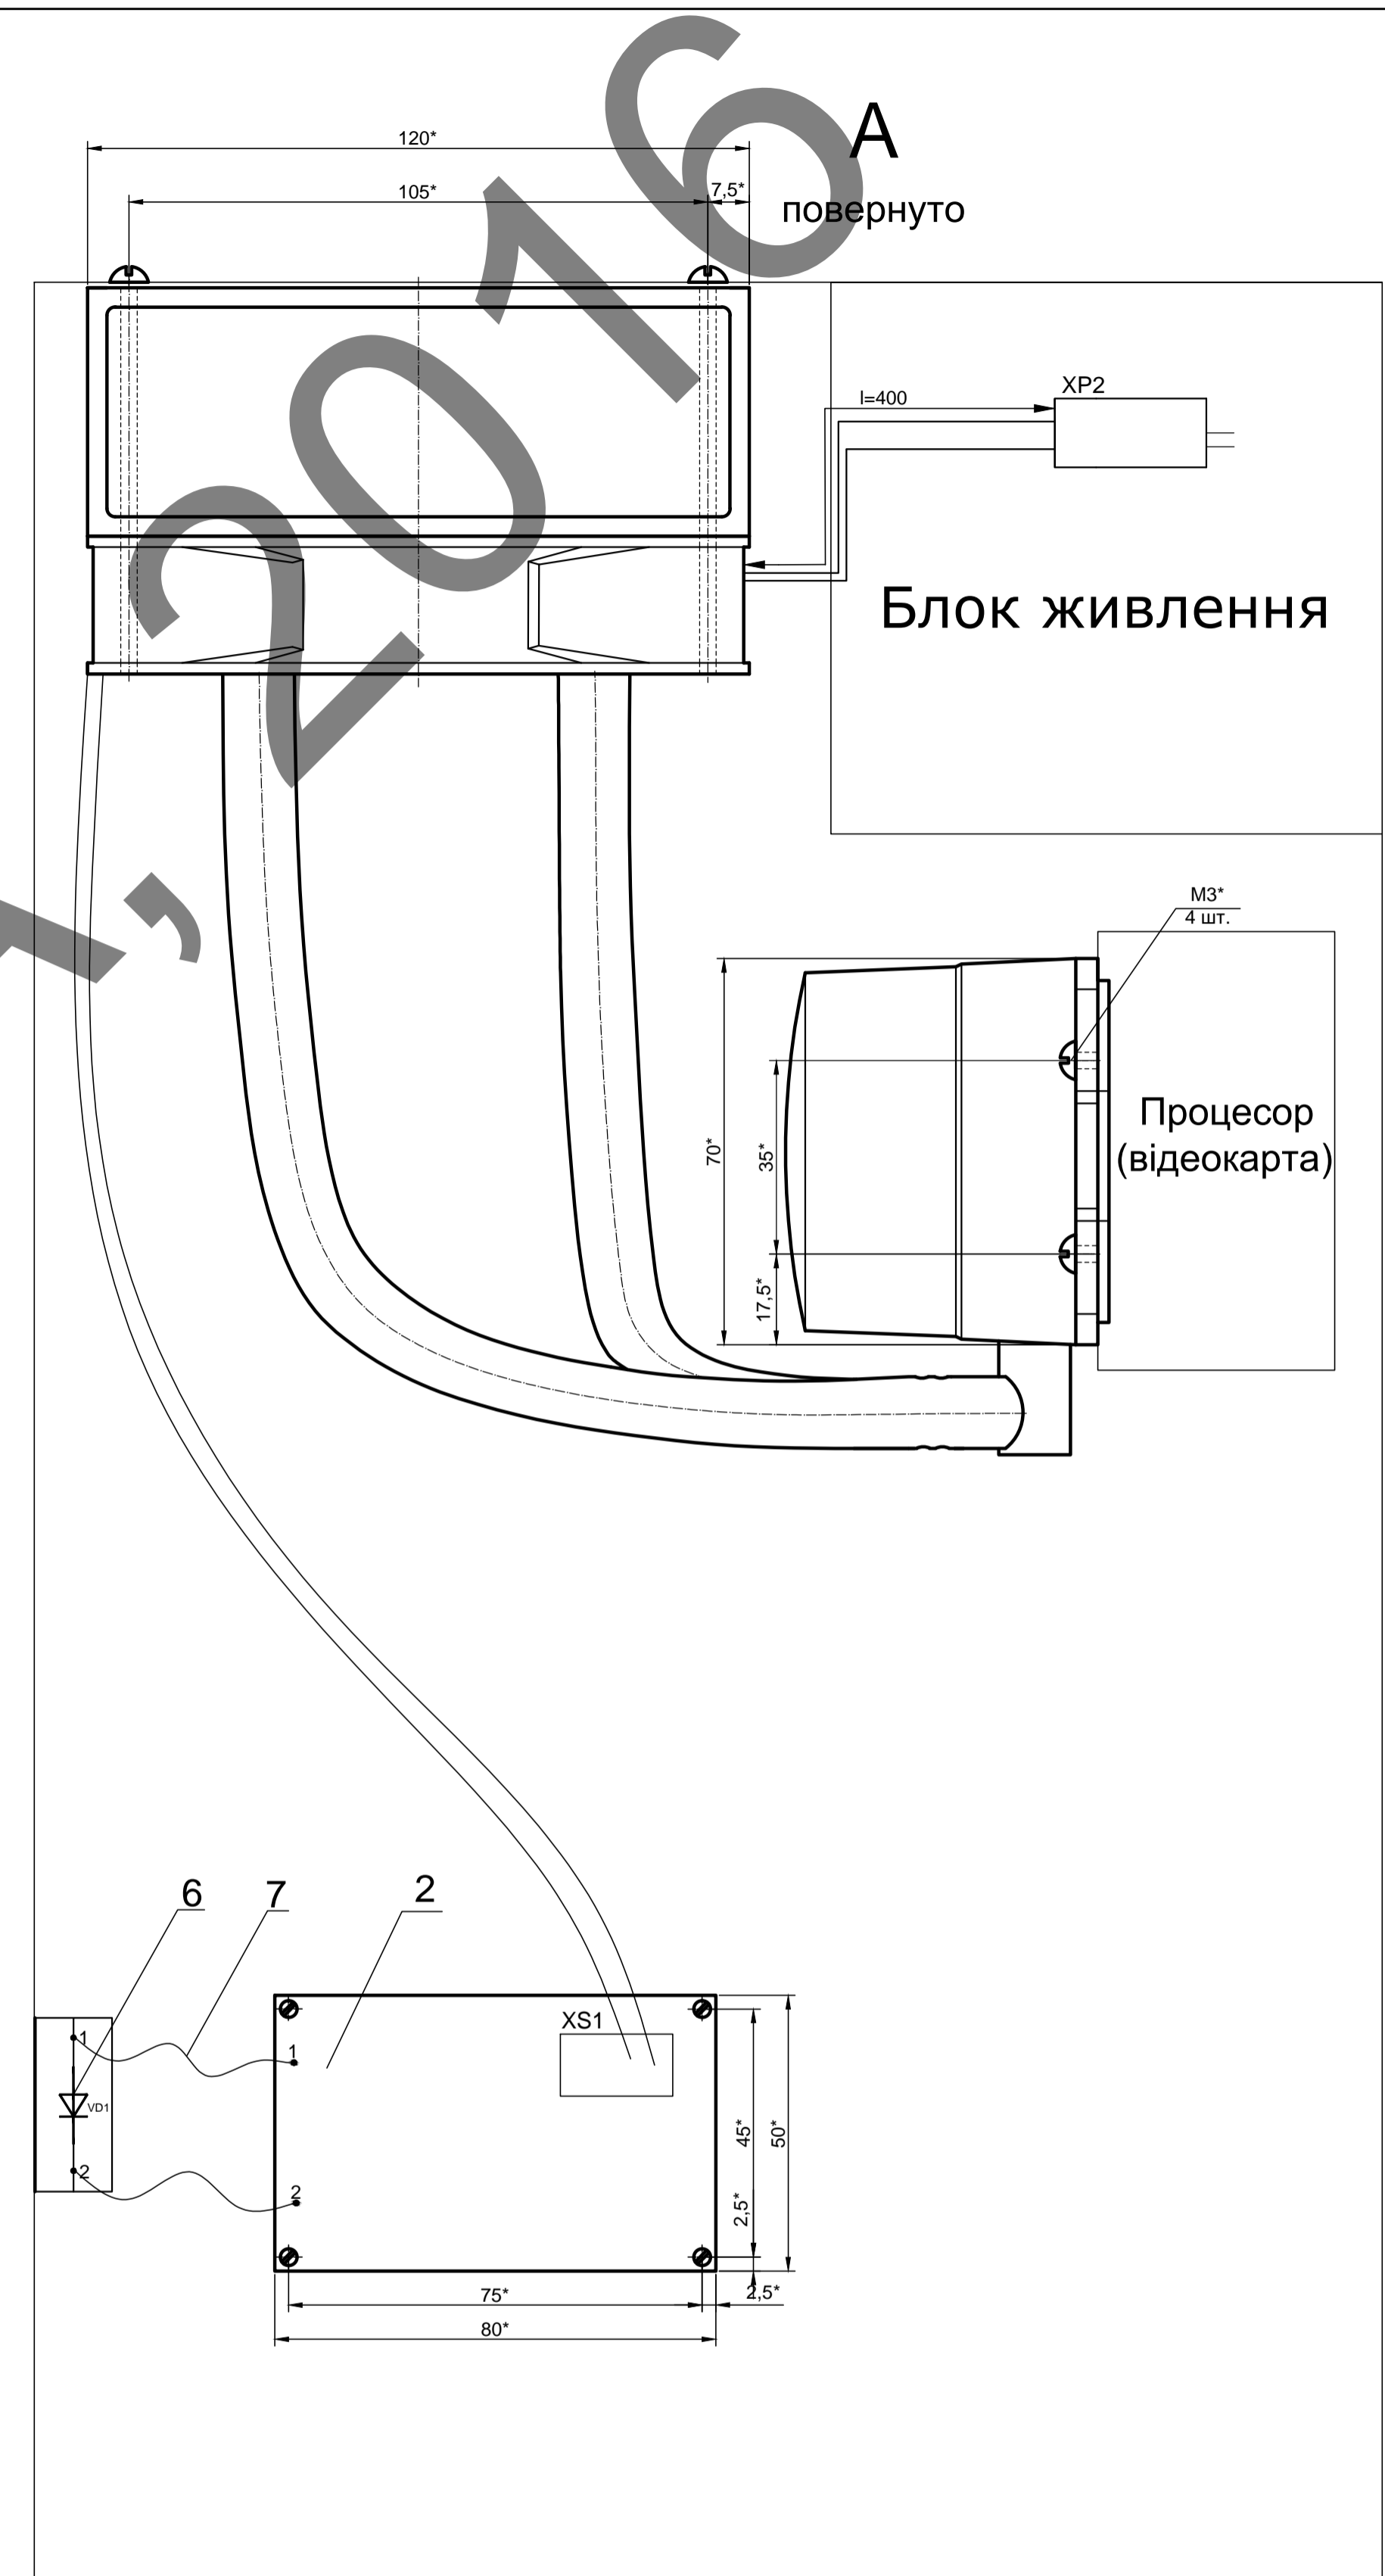 120*
А
105*
7,5*
повернуто
XP2
l=400
Блок живлення
M3*
4 шт.
Процесор
(відеокарта)
70*
35*
17,5*
6
7
2
XS1
1
1
VD1
45*
50*
2
2
2,5*
75*
2,5*
80*
, 2016